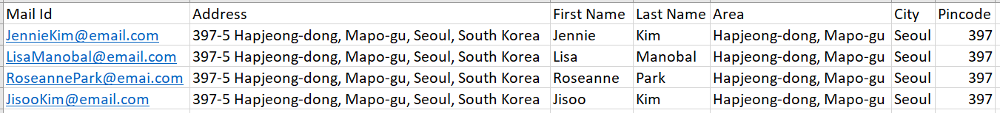 Mail Id Address First Name Last Name Area City Pincode
JennieKim@email.com 397-5 Hapjeong-dong, Mapo-gu, Seoul, South Korea Jennie Kim Hapjeong-dong, Mapo-gu Seoul 397
LisaManobal@email.com 397-5 Hapjeong-dong, Mapo-gu, Seoul, South Korea Lisa Manobal Hapjeong-dong, Mapo-gu Seoul 397
RoseannePark@emai.com 397-5 Hapjeong-dong, Mapo-gu, Seoul, South Korea Roseanne Park Hapjeong-dong, Mapo-gu Seoul 397
JisooKim@email.com 397-5 Hapjeong-dong, Mapo-gu, Seoul, South Korea Jisoo Kim Hapjeong-dong, Mapo-gu Seoul 397